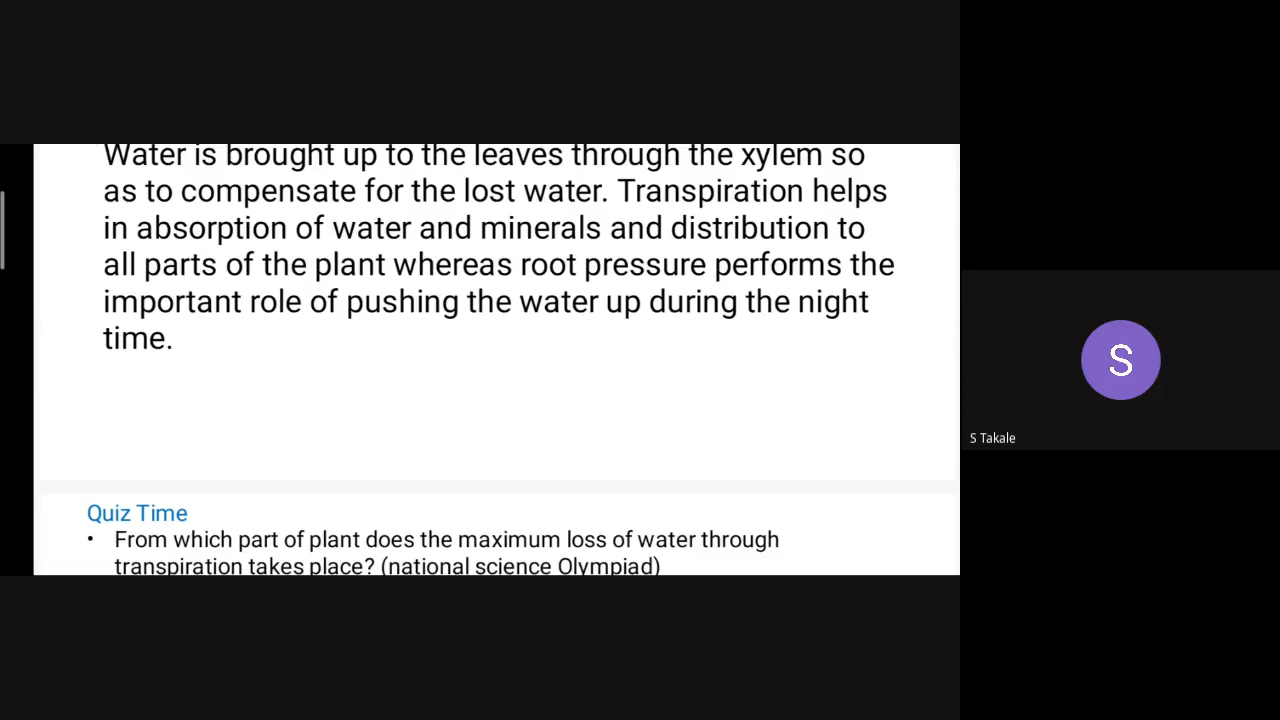 Water is brought up to the leaves through the xylem so
as to compensate for the lost water. Transpiration helps
in absorption of water and minerals and distribution to
all parts of the plant whereas root pressure performs the
important role of pushing the water up during the night
time.
Quiz Time
• From which part of plant does the maximum loss of water through
transpiration takes place? (national science Olympiad)
S
S Takale